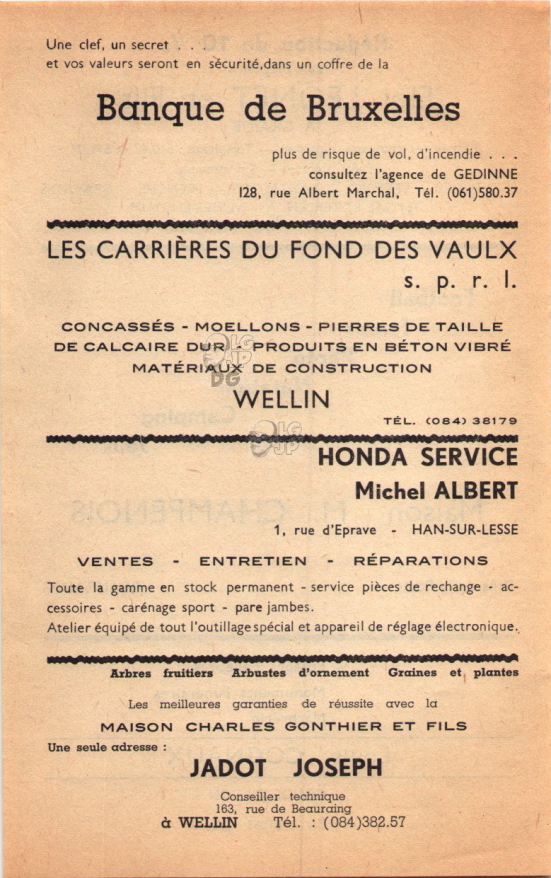 Une clef, un secret . . .
et vos valeurs seront en sécurité,dans un coffre de la
Banque de Bruxelles
plus de risque de vol, d'incendie . . .
consultez l'agence de GEDINNE
128, rue Albert Marchal, Tél. (061)580.37
LES CARRIÈRES DU FOND DES VAULX
s. p. r. l.
CONCASSÉS - MOELLONS - PIERRES DE TAILLE
DE CALCAIRE DUR - PRODUITS EN BÉTON VIBRÉ
MATÉRIAUX DE CONSTRUCTION
WELLIN
TÉL. (084) 38179
HONDA SERVICE
Michel ALBERT
1, rue d'Eprave - HAN-SUR-LESSE
VENTES - ENTRETIEN - RÉPARATIONS
Toute la gamme en stock permanent - service pièces de rechange - ac-
cessoires - carénage sport - pare jambes.
Atelier équipé de tout l'outillage spécial et appareil de réglage électronique.
Arbres fruitiers Arbustes d'ornement Graines et plantes
Les meilleures garanties de réussite avec la
MAISON CHARLES GONTHIER ET FILS
Une seule adresse :
JADOT JOSEPH
Conseiller technique
163, rue de Beauraing
à WELLIN Tél. : (084)382.57